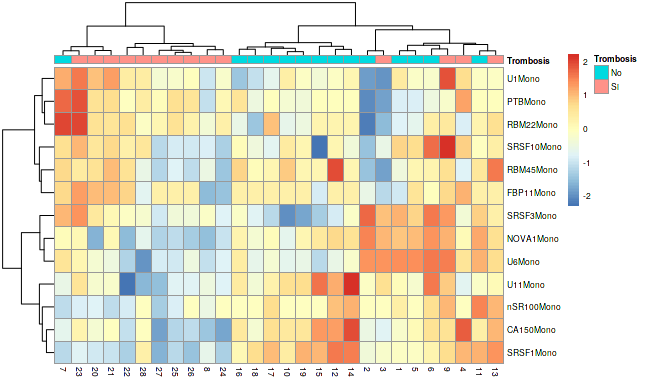 Trombosis
U1Mono
PTBMono
RBM22Mono
SRSF10Mono
RBM45Mono
FBP11Mono
SRSF3Mono
NOVA1Mono
U6Mono
U11Mono
nSR100Mono
CA150Mono
SRSF1Mono
7 23 20 21 22 28 27 25 26 8 24 16 18 17 10 19 15 12 14 2 3 1 5 6 9 4 11 13
2
1
0
-1
-2
Trombosis
No
SI